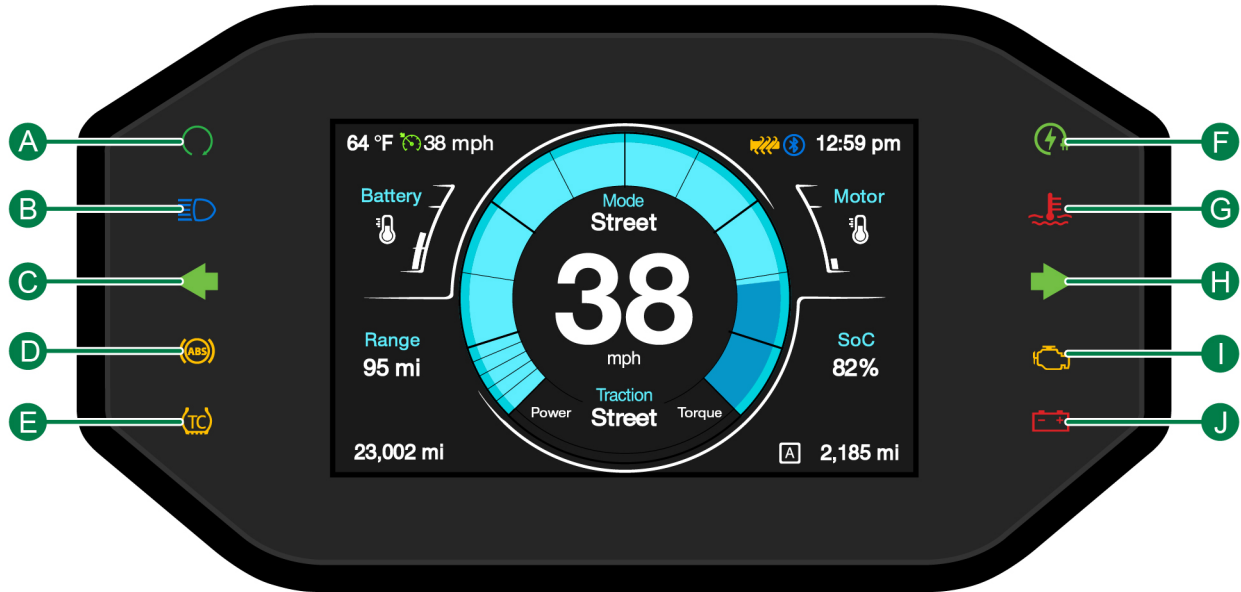 64 °F 38 mph
12:59 pm
A
F
Battery
Mode
Street
Motor
B
G
38
mph
C
H
Range
95 mi
SoC
82%
D
ABS
I
Traction
Street
Power
Torque
E
TC
- +
J
23,002 mi
A 2,185 mi